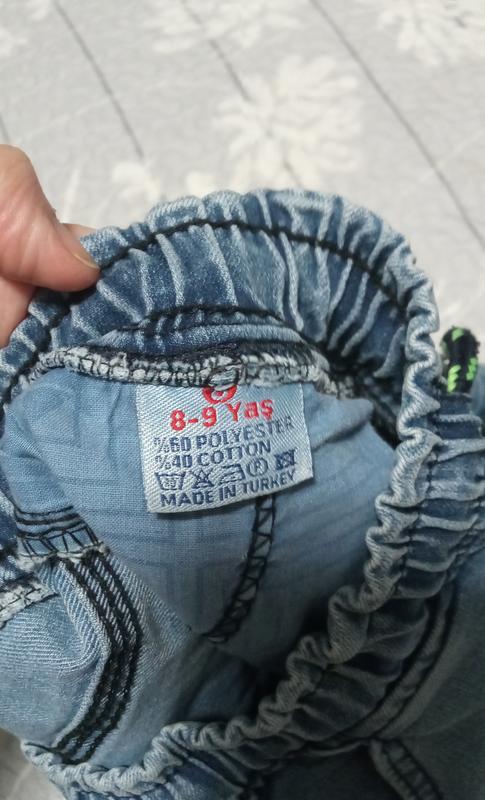 8-9 Yaş
%60 POLYESTER
%40 COTTON
MADE IN TURKEY